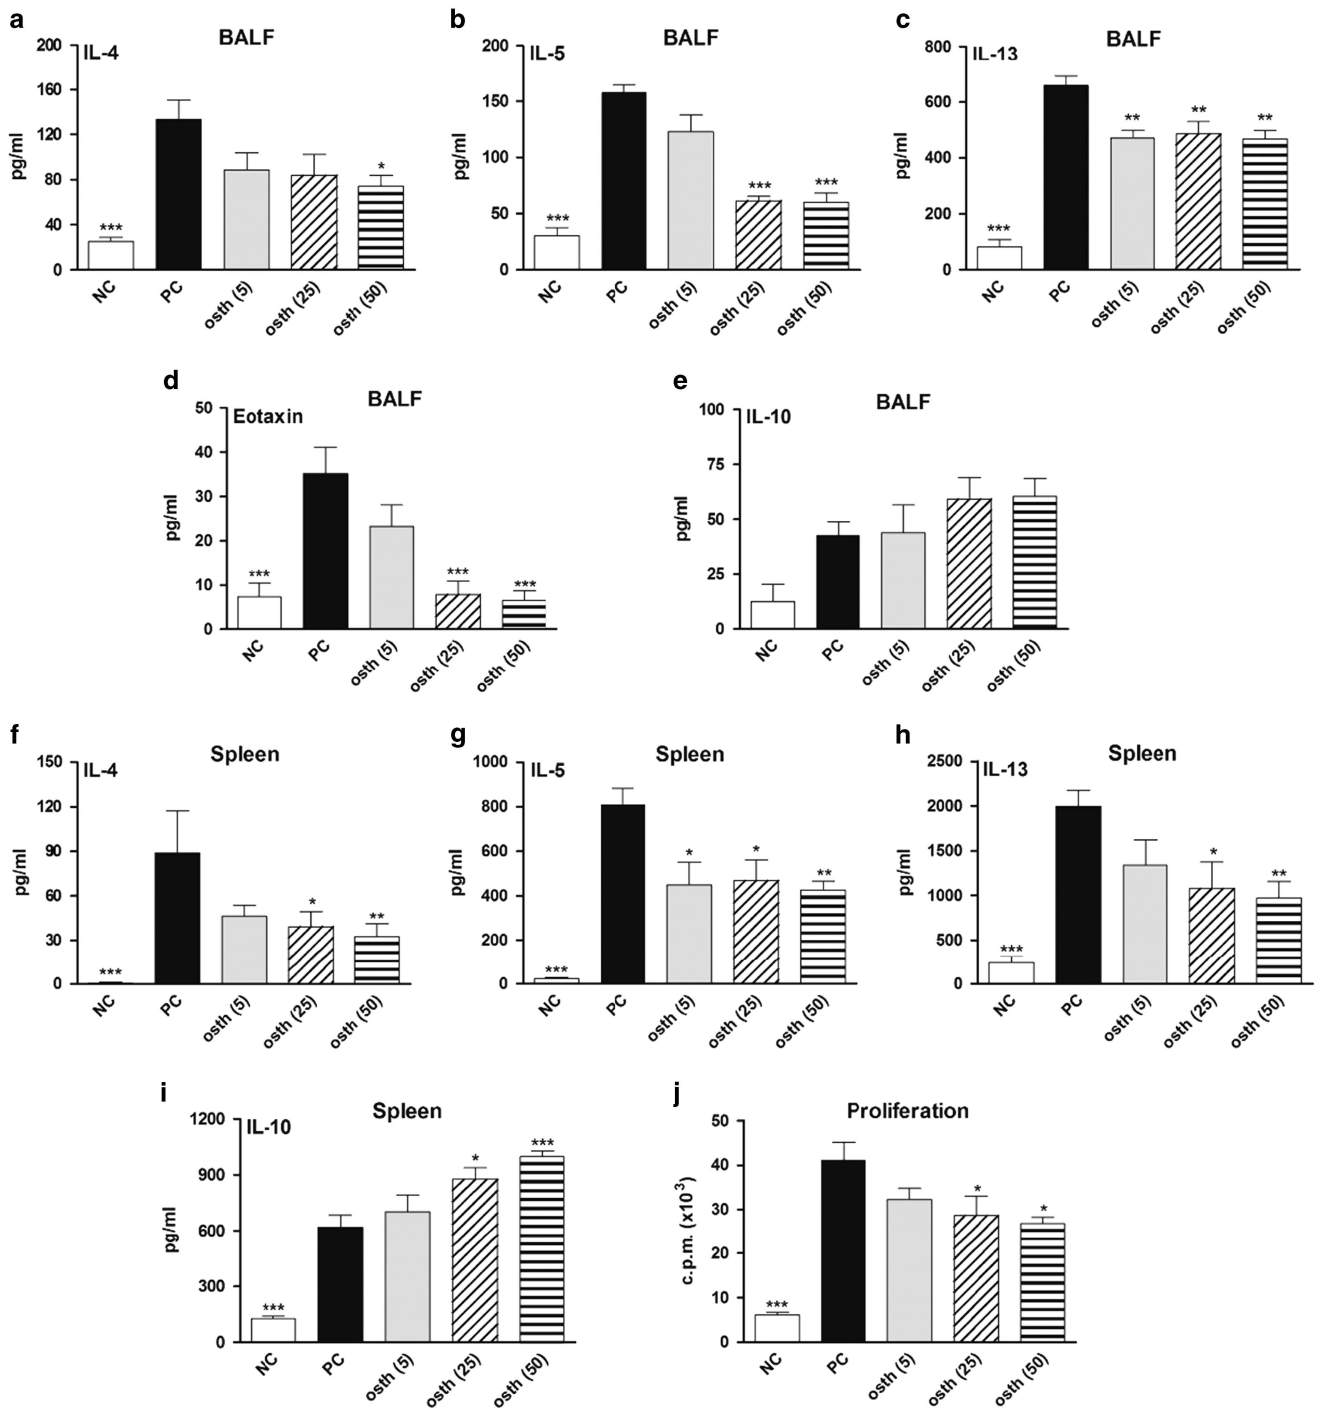 a
BALF
IL-4
200
160
120
80
40
0
pg/ml
***
*
NC
PC
osth (5)
osth (25)
osth (50)
b
BALF
IL-5
200
150
100
50
0
pg/ml
***
***
***
NC
PC
osth (5)
osth (25)
osth (50)
c
BALF
IL-13
800
600
400
200
0
pg/ml
***
**
**
**
NC
PC
osth (5)
osth (25)
osth (50)
d
BALF
Eotaxin
50
40
30
20
10
0
pg/ml
***
***
***
NC
PC
osth (5)
osth (25)
osth (50)
e
BALF
IL-10
100
75
50
25
0
pg/ml
NC
PC
osth (5)
osth (25)
osth (50)
f
Spleen
IL-4
150
120
90
60
30
0
pg/ml
***
*
**
NC
PC
osth (5)
osth (25)
osth (50)
g
Spleen
IL-5
1000
800
600
400
200
0
pg/ml
***
*
*
**
NC
PC
osth (5)
osth (25)
osth (50)
h
Spleen
IL-13
2500
2000
1500
1000
500
0
pg/ml
***
*
**
NC
PC
osth (5)
osth (25)
osth (50)
i
Spleen
IL-10
1200
900
600
300
0
pg/ml
***
*
***
NC
PC
osth (5)
osth (25)
osth (50)
j
Proliferation
50
40
30
20
10
0
c.p.m. (x10³)
***
*
*
NC
PC
osth (5)
osth (25)
osth (50)